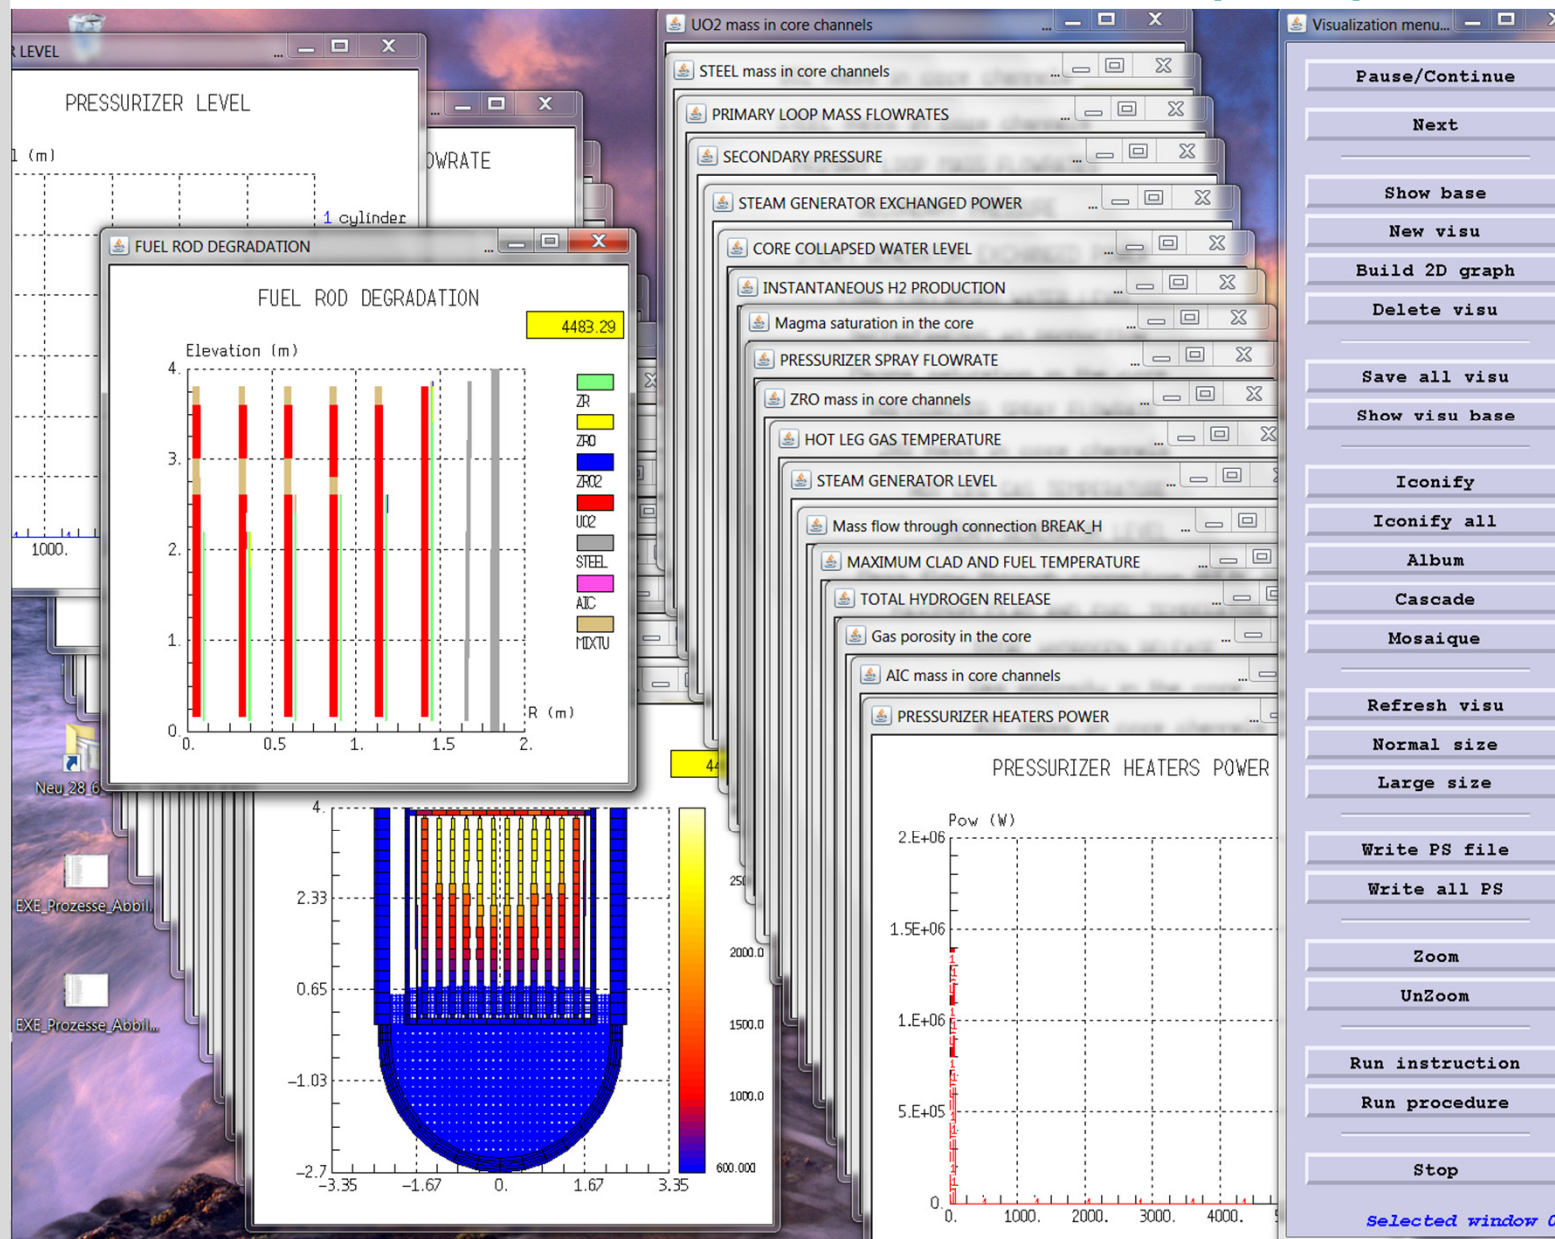 R LEVEL
PRESSURIZER LEVEL
l (m)
1 cylinder
1000.
OWRATE
FUEL ROD DEGRADATION
FUEL ROD DEGRADATION
4483.29
Elevation (m)
4.
3.
2.
1.
0.
0.
0.5
1.
1.5
2.
R (m)
ZR
ZRO
ZRO2
UO2
STEEL
AIC
MIXTU
Neu_28_6
EXE_Prozesse_Abbil...
EXE_Prozesse_Abbil...
44
4.
2.33
0.65
-1.03
-2.7
-3.35
-1.67
0.
1.67
3.35
250
2000.0
1500.0
1000.0
600.000
UO2 mass in core channels
STEEL mass in core channels
PRIMARY LOOP MASS FLOWRATES
SECONDARY PRESSURE
STEAM GENERATOR EXCHANGED POWER
CORE COLLAPSED WATER LEVEL
INSTANTANEOUS H2 PRODUCTION
Magma saturation in the core
PRESSURIZER SPRAY FLOWRATE
ZRO mass in core channels
HOT LEG GAS TEMPERATURE
STEAM GENERATOR LEVEL
Mass flow through connection BREAK_H
MAXIMUM CLAD AND FUEL TEMPERATURE
TOTAL HYDROGEN RELEASE
Gas porosity in the core
AIC mass in core channels
PRESSURIZER HEATERS POWER
PRESSURIZER HEATERS POWER
Pow (W)
2.E+06
1.5E+06
1.E+06
5.E+05
0.
0.
1000.
2000.
3000.
4000.
Visualization menu...
Pause/Continue
Next
Show base
New visu
Build 2D graph
Delete visu
Save all visu
Show visu base
Iconify
Iconify all
Album
Cascade
Mosaique
Refresh visu
Normal size
Large size
Write PS file
Write all PS
Zoom
UnZoom
Run instruction
Run procedure
Stop
Selected window 0